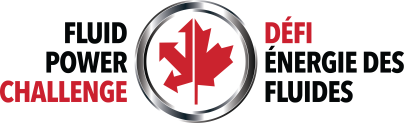 FLUID
POWER
CHALLENGE
DÉFI
ÉNERGIE DES
FLUIDES